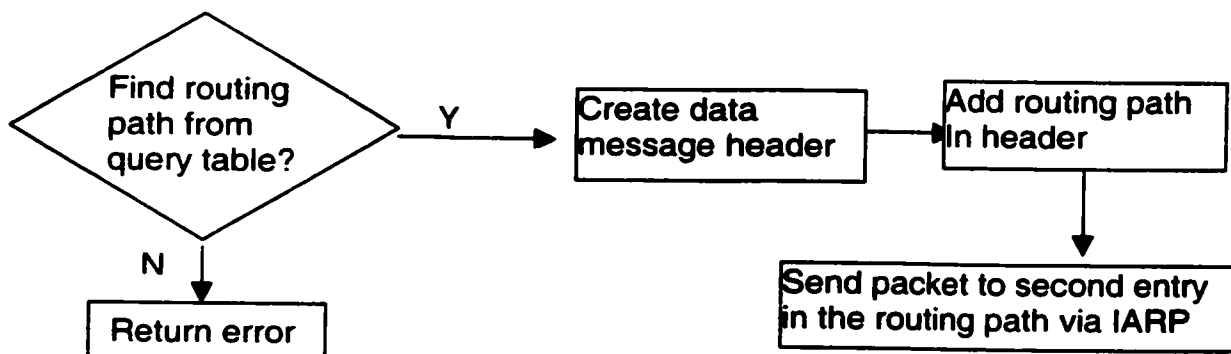 Find routing
path from
query table?
Y
Create data
message header
Add routing path
In header
N
Return error
Send packet to second entry
in the routing path via IARP